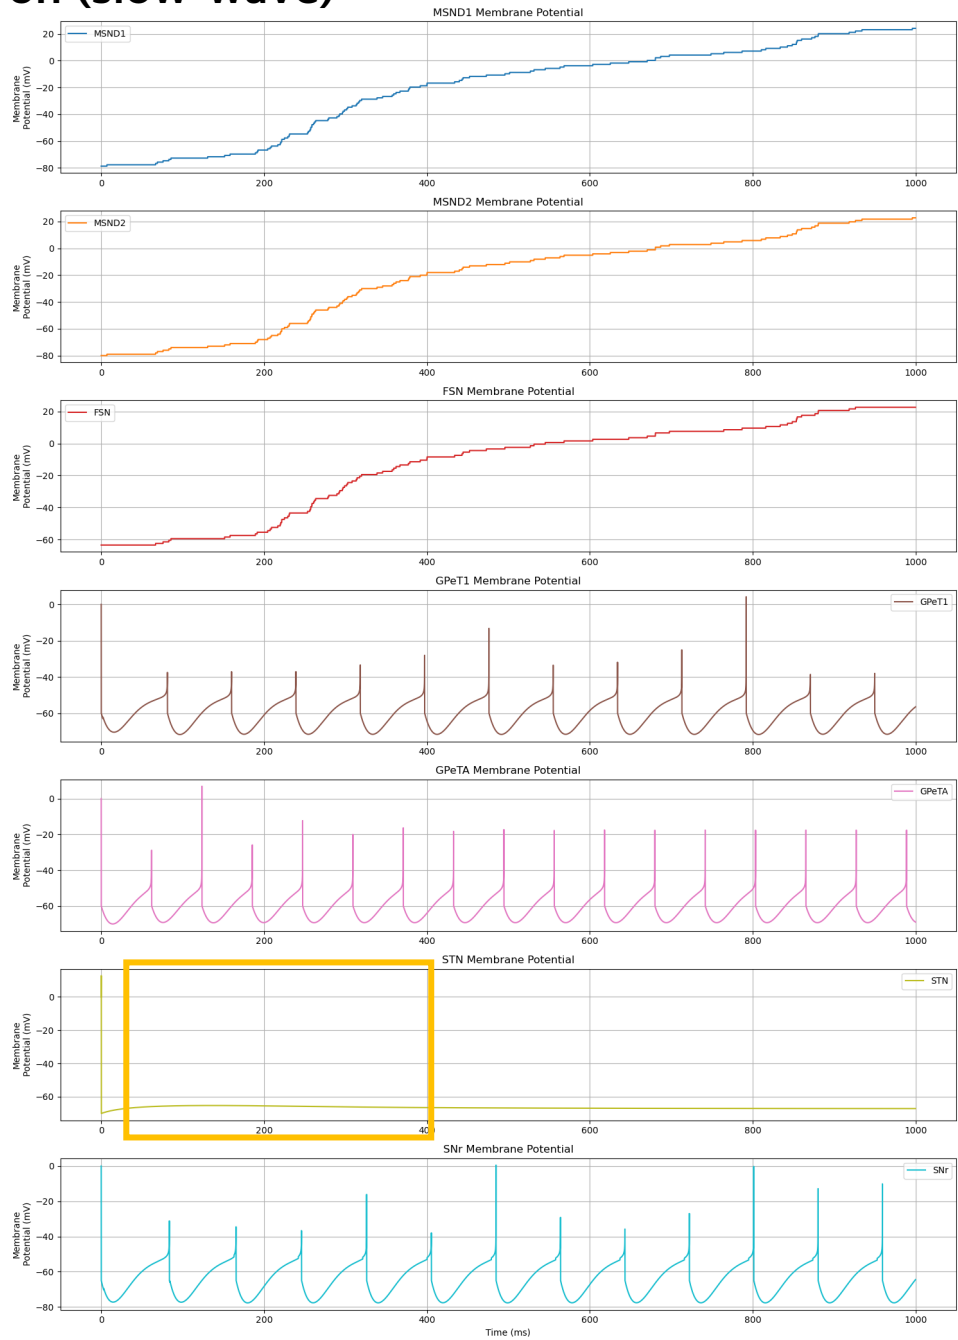 on (slow-wave)
MSND1 Membrane Potential
MSND1
Membrane
Potential (mV)
20
0
−20
−40
−60
−80
0 200 400 600 800 1000
MSND2 Membrane Potential
MSND2
Membrane
Potential (mV)
20
0
−20
−40
−60
−80
0 200 400 600 800 1000
FSN Membrane Potential
FSN
Membrane
Potential (mV)
20
0
−20
−40
−60
0 200 400 600 800 1000
GPeT1 Membrane Potential
GPeT1
Membrane
Potential (mV)
0
−20
−40
−60
0 200 400 600 800 1000
GPeTA Membrane Potential
GPeTA
Membrane
Potential (mV)
0
−20
−40
−60
0 200 400 600 800 1000
STN Membrane Potential
STN
Membrane
Potential (mV)
0
−20
−40
−60
0 200 400 600 800 1000
SNr Membrane Potential
SNr
Membrane
Potential (mV)
0
−20
−40
−60
−80
0 200 400 600 800 1000
Time (ms)